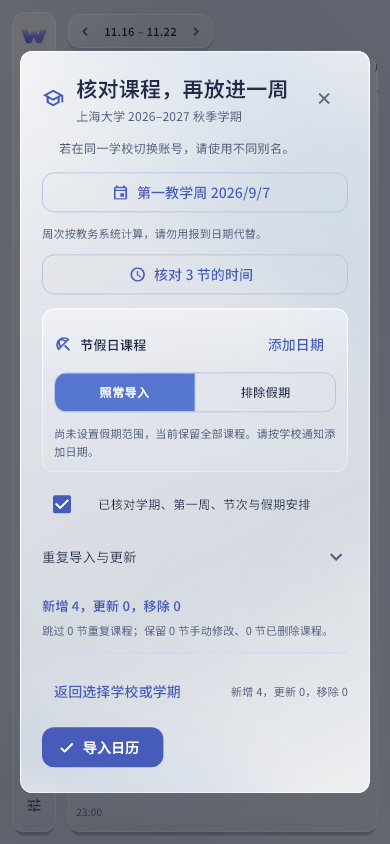 11.16 – 11.22
核对课程，再放进一周
上海大学 2026–2027 秋季学期
若在同一学校切换账号，请使用不同别名。
第一教学周 2026/9/7
周次按教务系统计算，请勿用报到日期代替。
核对 3 节的时间
节假日课程
添加日期
照常导入
排除假期
尚未设置假期范围，当前保留全部课程。请按学校通知添
加日期。
已核对学期、第一周、节次与假期安排
重复导入与更新
新增 4，更新 0，移除 0
跳过 0 节重复课程；保留 0 节手动修改、0 节已删除课程。
返回选择学校或学期
新增 4，更新 0，移除 0
导入日历
23:00